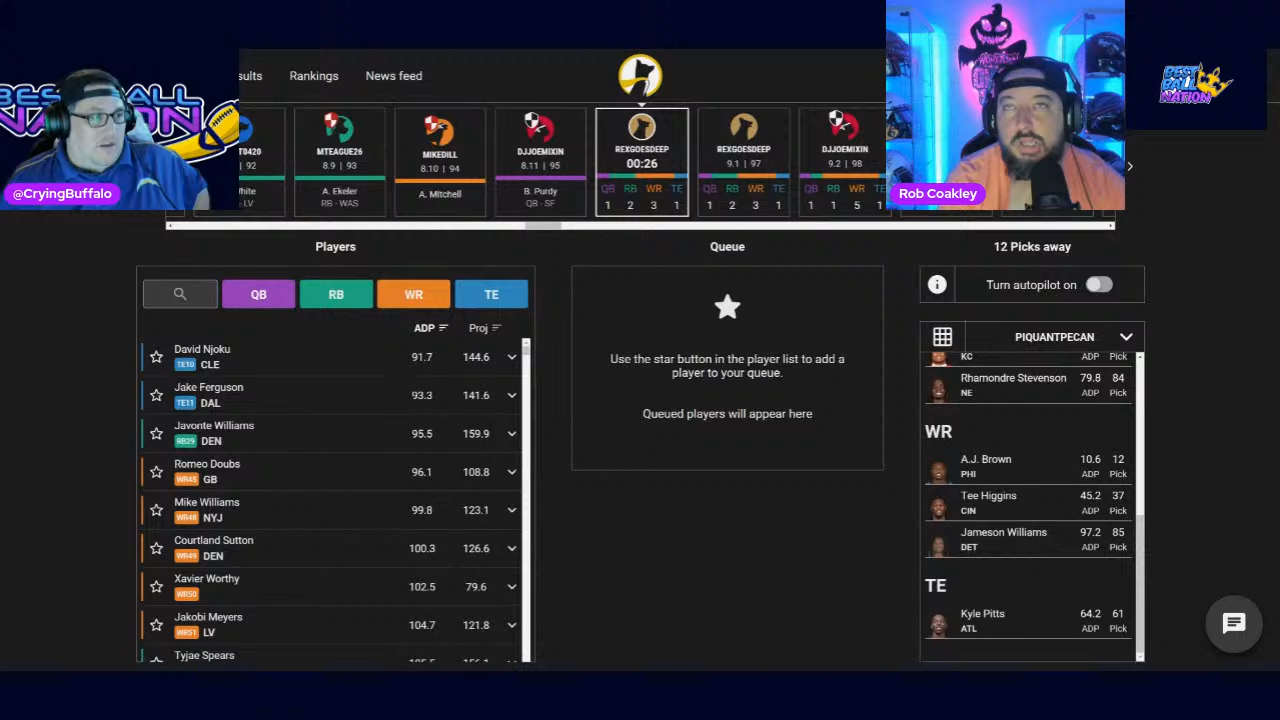 BEST BALL
NATION
@CryingBuffalo
sults
Rankings
News feed
T0420
92
White
- LV
MTEAGUE26
8.9 | 93
A. Ekeler
RB - WAS
MIKEDILL
8.10 | 94
A. Mitchell
DJJOEMIXIN
8.11 | 95
B. Purdy
QB - SF
REXGOESDEEP
00:26
QB RB WR TE
1 2 3 1
REXGOESDEEP
9.1 | 97
QB RB WR TE
1 2 3 1
DJJOEMIXIN
9.2 | 98
QB RB WR TE
1 1 5 1
Rob Coakley
BEST
BALL
NATION
Players
Queue
12 Picks away
QB
RB
WR
TE
ADP
Proj
David Njoku
TE10 CLE
91.7
144.6
Jake Ferguson
TE11 DAL
93.3
141.6
Javonte Williams
RB29 DEN
95.5
159.9
Romeo Doubs
GB
96.1
108.8
Mike Williams
WR48 NYJ
99.8
123.1
Courtland Sutton
WR49 DEN
100.3
126.6
Xavier Worthy
WR50
102.5
79.6
Jakobi Meyers
WR51 LV
104.7
121.8
Tyjae Spears
Use the star button in the player list to add a
player to your queue.
Queued players will appear here
Turn autopilot on
PIQUANTPECAN
KC
ADP
Pick
Rhamondre Stevenson
79.8
84
NE
ADP
Pick
WR
A.J. Brown
10.6
12
PHI
ADP
Pick
Tee Higgins
45.2
37
CIN
ADP
Pick
Jameson Williams
97.2
85
DET
ADP
Pick
TE
Kyle Pitts
64.2
61
ATL
ADP
Pick